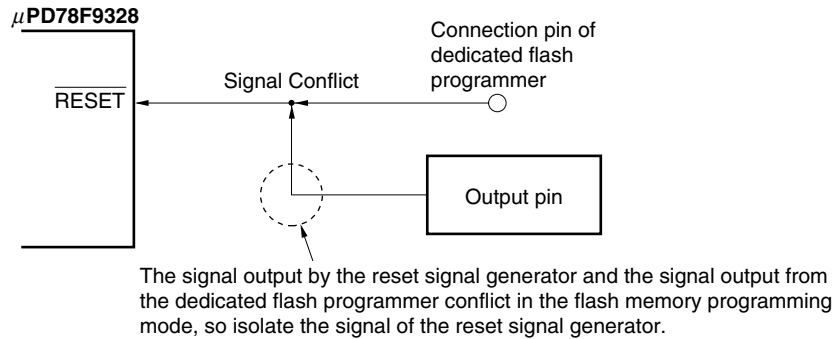 μPD78F9328
Connection pin of
dedicated flash
programmer
Signal Conflict
RESET
Output pin
The signal output by the reset signal generator and the signal output from
the dedicated flash programmer conflict in the flash memory programming
mode, so isolate the signal of the reset signal generator.